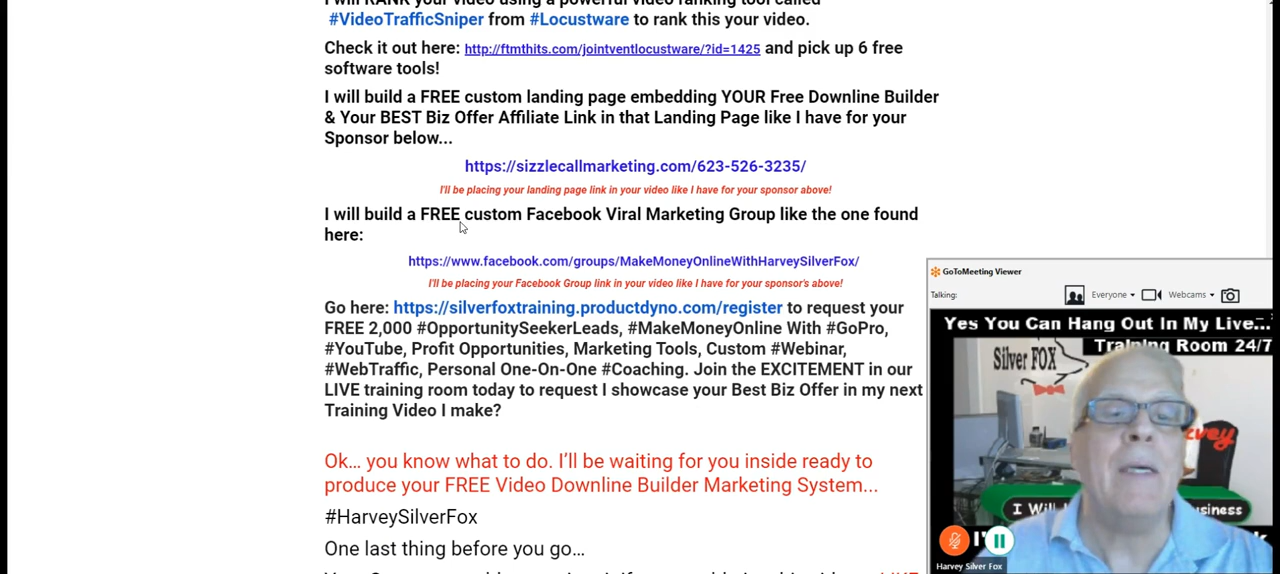 I will RANK your video using a powerful video ranking tool called
#VideoTrafficSniper from #Locustware to rank this your video.
Check it out here: http://ftmthits.com/jointventlocustware/?id=1425 and pick up 6 free
software tools!
I will build a FREE custom landing page embedding YOUR Free Downline Builder
& Your BEST Biz Offer Affiliate Link in that Landing Page like I have for your
Sponsor below...
https://sizzlecallmarketing.com/623-526-3235/
I'll be placing your landing page link in your video like I have for your sponsor above!
I will build a FREE custom Facebook Viral Marketing Group like the one found
here:
https://www.facebook.com/groups/MakeMoneyOnlineWithHarveySilverFox/
I'll be placing your Facebook Group link in your video like I have for your sponsor's above!
Go here: https://silverfoxtraining.productdyno.com/register to request your
FREE 2,000 #OpportunitySeekerLeads, #MakeMoneyOnline With #GoPro,
#YouTube, Profit Opportunities, Marketing Tools, Custom #Webinar,
#WebTraffic, Personal One-On-One #Coaching. Join the EXCITEMENT in our
LIVE training room today to request I showcase your Best Biz Offer in my next
Training Video I make?
Ok... you know what to do. I'll be waiting for you inside ready to
produce your FREE Video Downline Builder Marketing System...
#HarveySilverFox
One last thing before you go...
GoToMeeting Viewer
Talking:
Everyone
Webcams
Yes You Can Hang Out In My Live...
Training Room 24/7
Silver FOX
I Will
siness
Harvey Silver Fox